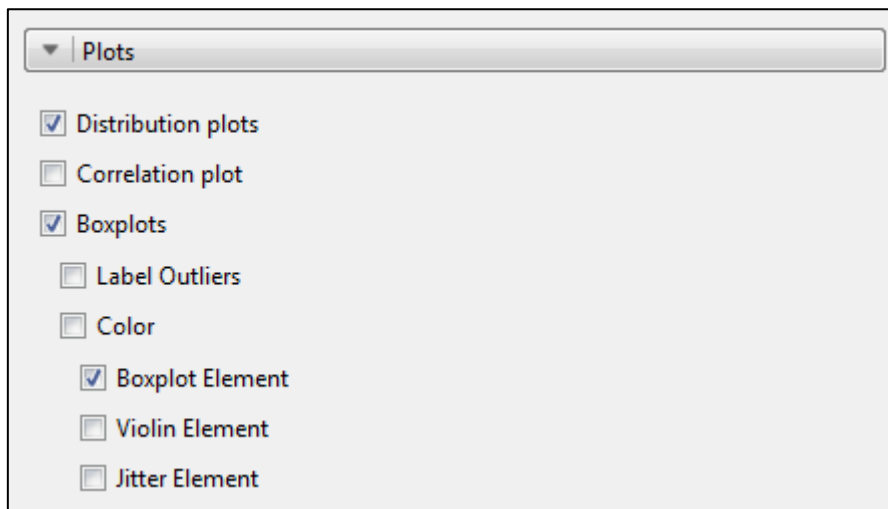 Plots
Distribution plots
Correlation plot
Boxplots
Label Outliers
Color
Boxplot Element
Violin Element
Jitter Element